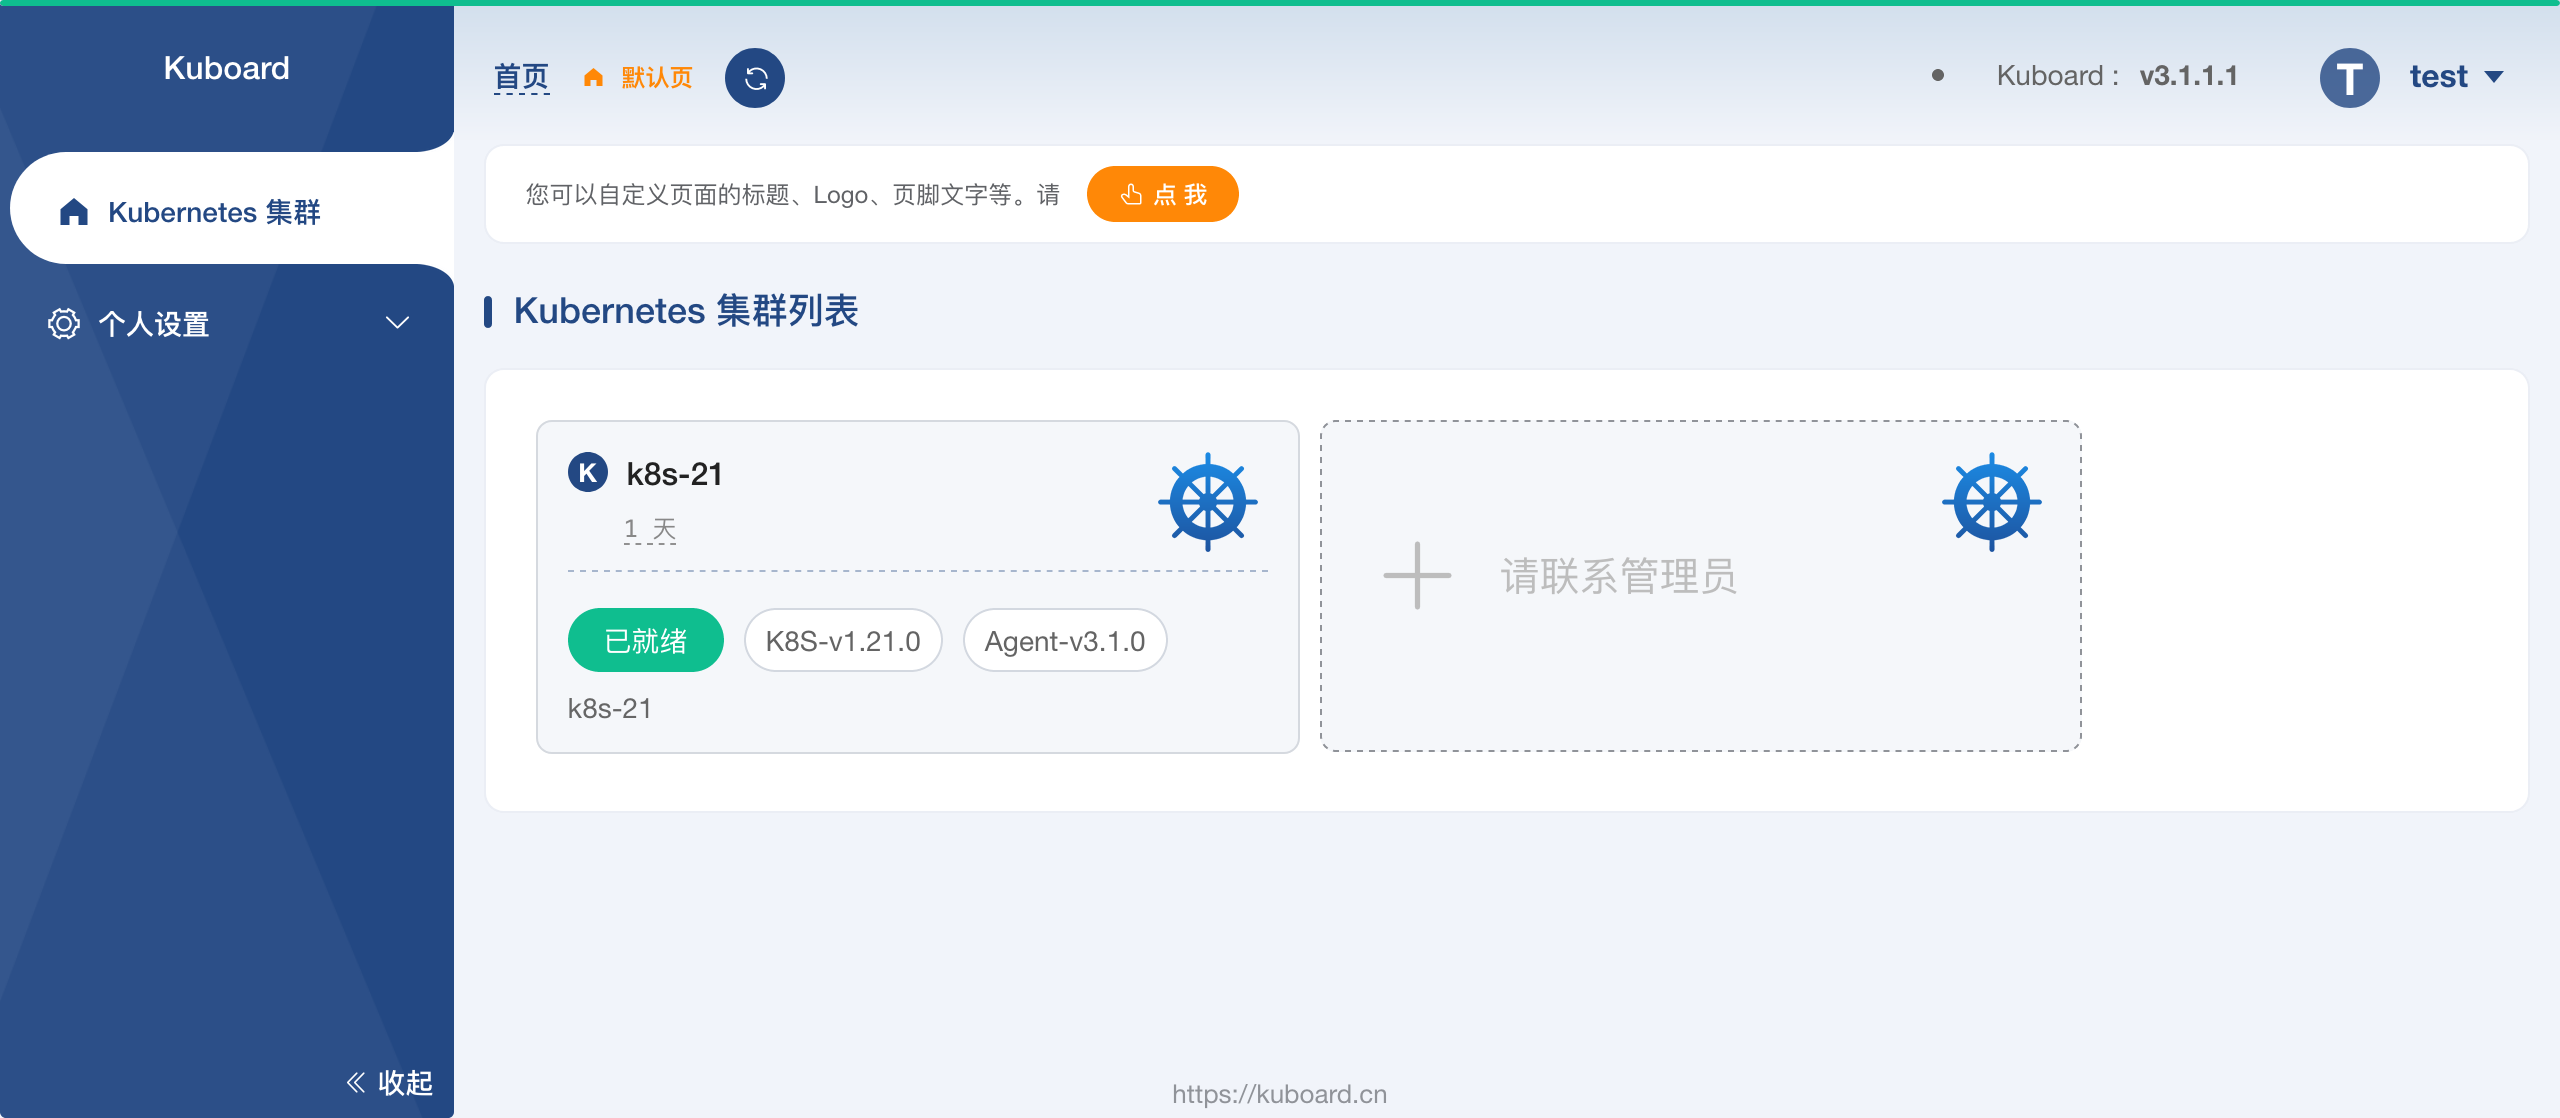 Kuboard
首页 默认页
Kuboard： v3.1.1.1
T test
Kubernetes 集群
个人设置
您可以自定义页面的标题、Logo、页脚文字等。请 点 我
Kubernetes 集群列表
K k8s-21
1 天
已就绪 K8S-v1.21.0 Agent-v3.1.0
k8s-21
请联系管理员
收起
https://kuboard.cn